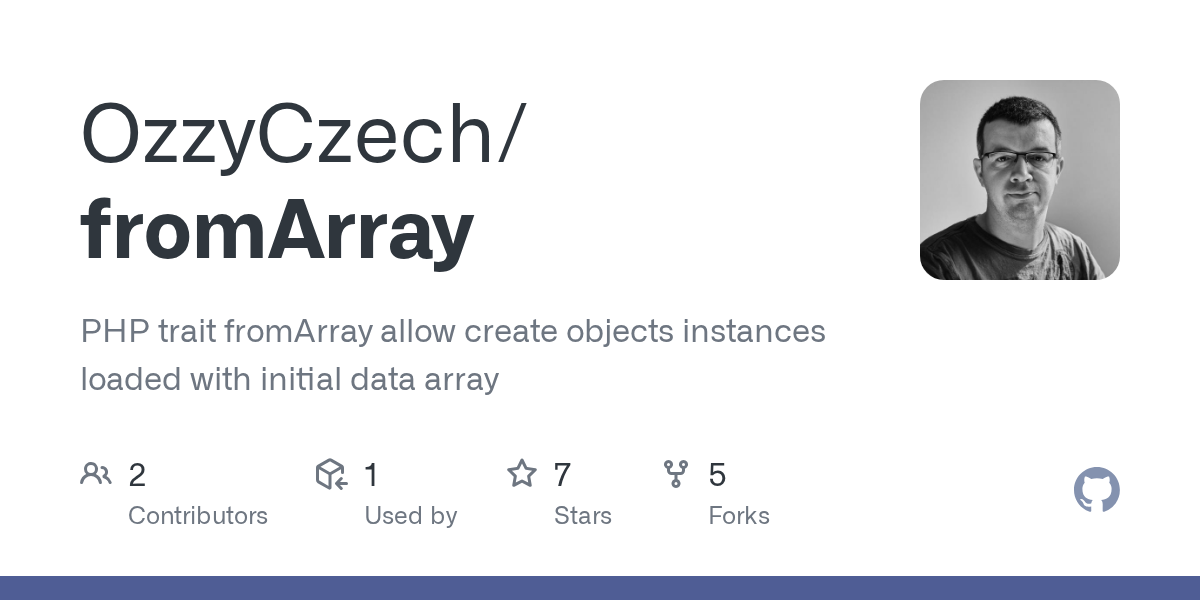 OzzyCzech/
fromArray
PHP trait fromArray allow create objects instances
loaded with initial data array
2 1 7 5
Contributors Used by Stars Forks